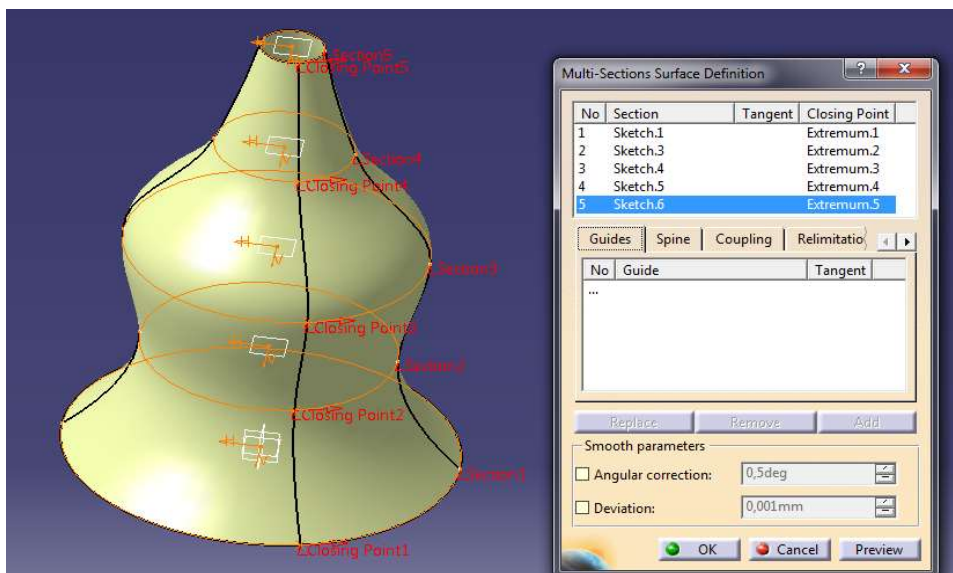 Section5
Closing Point5
Section4
Closing Point4
Section3
Closing Point3
Section2
Closing Point2
Section1
Closing Point1
H
V
H
V
H
V
H
V
Multi-Sections Surface Definition
?
No Section Tangent Closing Point
1 Sketch.1 Extremum.1
2 Sketch.3 Extremum.2
3 Sketch.4 Extremum.3
4 Sketch.5 Extremum.4
5 Sketch.6 Extremum.5
Guides Spine Coupling Relimitatio
No Guide Tangent
...
Replace Remove Add
Smooth parameters
Angular correction: 0,5deg
Deviation: 0,001mm
OK Cancel Preview